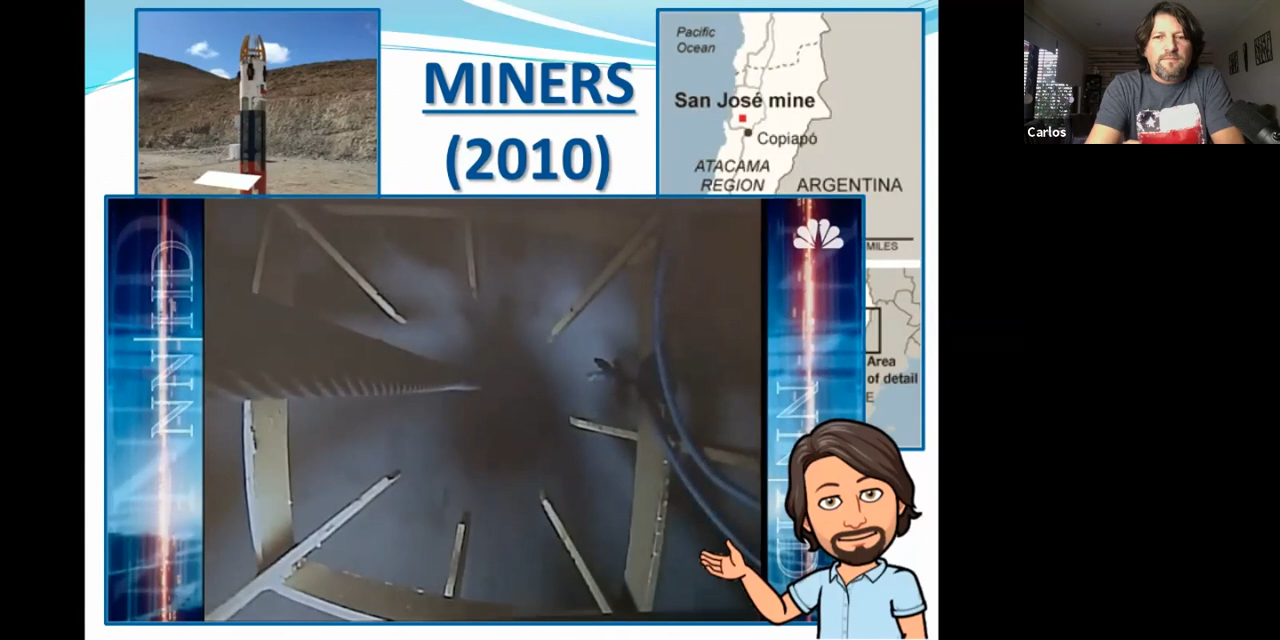 MINERS
(2010)
Pacific
Ocean
San José mine
Copiapó
ATACAMA
REGION
ARGENTINA
MILES
Area
of detail
E
Carlos